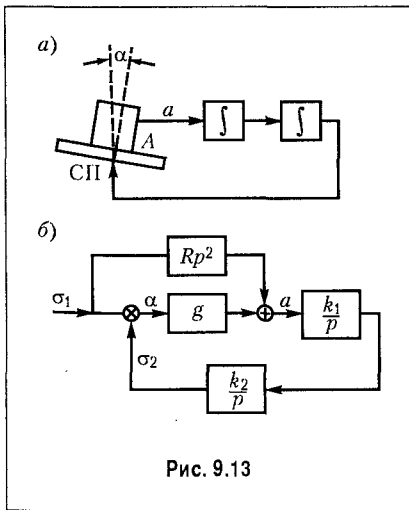 а)
α
a
∫
∫
A
СП
б)
Rp²
σ₁
α
g
a
k₁/p
σ₂
k₂/p
Рис. 9.13